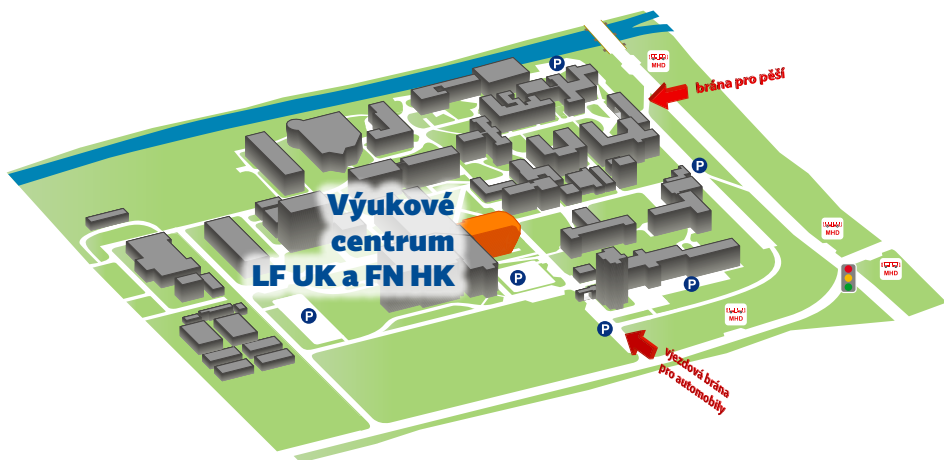 P
MHD
brána pro pěší
P
Výukové
centrum
LF UK a FN HK
MHD
MHD
P
P
P
MHD
P
vjezdová brána
pro automobily